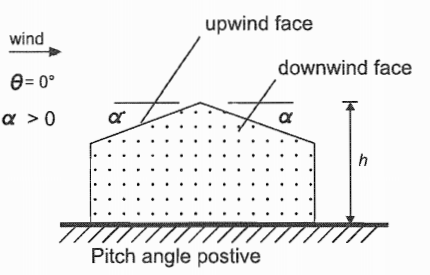 upwind face
wind
downwind face
θ = 0°
α > 0
α
α
h
Pitch angle postive